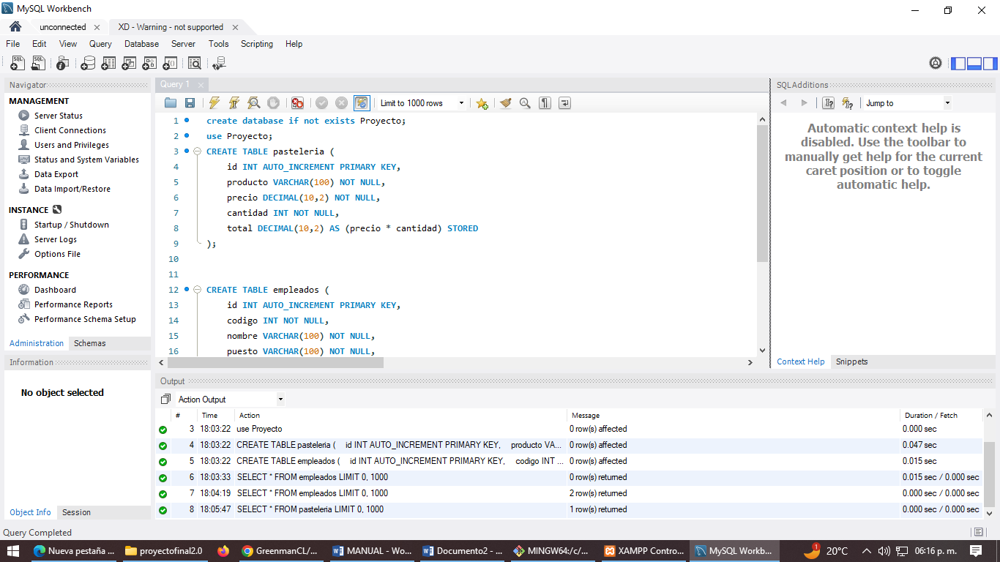 MySQL Workbench
unconnected
XD - Warning - not supported
File Edit View Query Database Server Tools Scripting Help
Navigator
MANAGEMENT
Server Status
Client Connections
Users and Privileges
Status and System Variables
Data Export
Data Import/Restore
INSTANCE
Startup / Shutdown
Server Logs
Options File
PERFORMANCE
Dashboard
Performance Reports
Performance Schema Setup
Administration Schemas
Information
No object selected
Object Info Session
Query 1
Limit to 1000 rows
1 create database if not exists Proyecto;
2 use Proyecto;
3 CREATE TABLE pasteleria (
4 id INT AUTO_INCREMENT PRIMARY KEY,
5 producto VARCHAR(100) NOT NULL,
6 precio DECIMAL(10,2) NOT NULL,
7 cantidad INT NOT NULL,
8 total DECIMAL(10,2) AS (precio * cantidad) STORED
9 );
10
11
12 CREATE TABLE empleados (
13 id INT AUTO_INCREMENT PRIMARY KEY,
14 codigo INT NOT NULL,
15 nombre VARCHAR(100) NOT NULL,
16 puesto VARCHAR(100) NOT NULL,
SQLAdditions
Jump to
Automatic context help is
disabled. Use the toolbar to
manually get help for the current
caret position or to toggle
automatic help.
Context Help Snippets
Output
Action Output
# Time Action Message Duration / Fetch
3 18:03:22 use Proyecto 0 row(s) affected 0.000 sec
4 18:03:22 CREATE TABLE pasteleria ( id INT AUTO_INCREMENT PRIMARY KEY, producto VA... 0 row(s) affected 0.047 sec
5 18:03:22 CREATE TABLE empleados ( id INT AUTO_INCREMENT PRIMARY KEY, codigo INT ... 0 row(s) affected 0.015 sec
6 18:03:33 SELECT * FROM empleados LIMIT 0, 1000 0 row(s) returned 0.015 sec / 0.000 sec
7 18:04:19 SELECT * FROM empleados LIMIT 0, 1000 2 row(s) returned 0.000 sec / 0.000 sec
8 18:05:47 SELECT * FROM pasteleria LIMIT 0, 1000 1 row(s) returned 0.000 sec / 0.000 sec
Query Completed
Nueva pestaña ... proyectofinal2.0 GreenmanCL/... MANUAL - Wo... Documento2 - ... MINGW64:/c/... XAMPP Contro... MySQL Workb... 1 20°C 06:16 p. m.